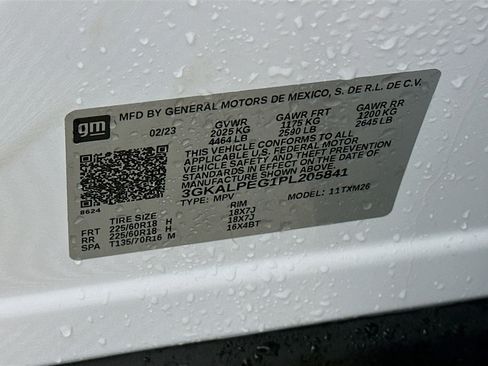 gm
MFD BY GENERAL MOTORS DE MEXICO, S. DE R.L. DE C.V.
02/23 GVWR GAWR FRT GAWR RR
2025 KG 1175 KG 1200 KG
4464 LB 2590 LB 2645 LB
THIS VEHICLE CONFORMS TO ALL
APPLICABLE U.S. FEDERAL MOTOR
VEHICLE SAFETY AND THEFT PREVENTION
STANDARDS IN EFFECT ON THE DATE OF
MANUFACTURE SHOWN ABOVE.
3GKALPEG1PL205841
TYPE: MPV MODEL: 11TXM26
8624
TIRE SIZE RIM
FRT 225/60R18 H 18X7J
RR 225/60R18 H 18X7J
SPA T135/70R16 M 16X4BT